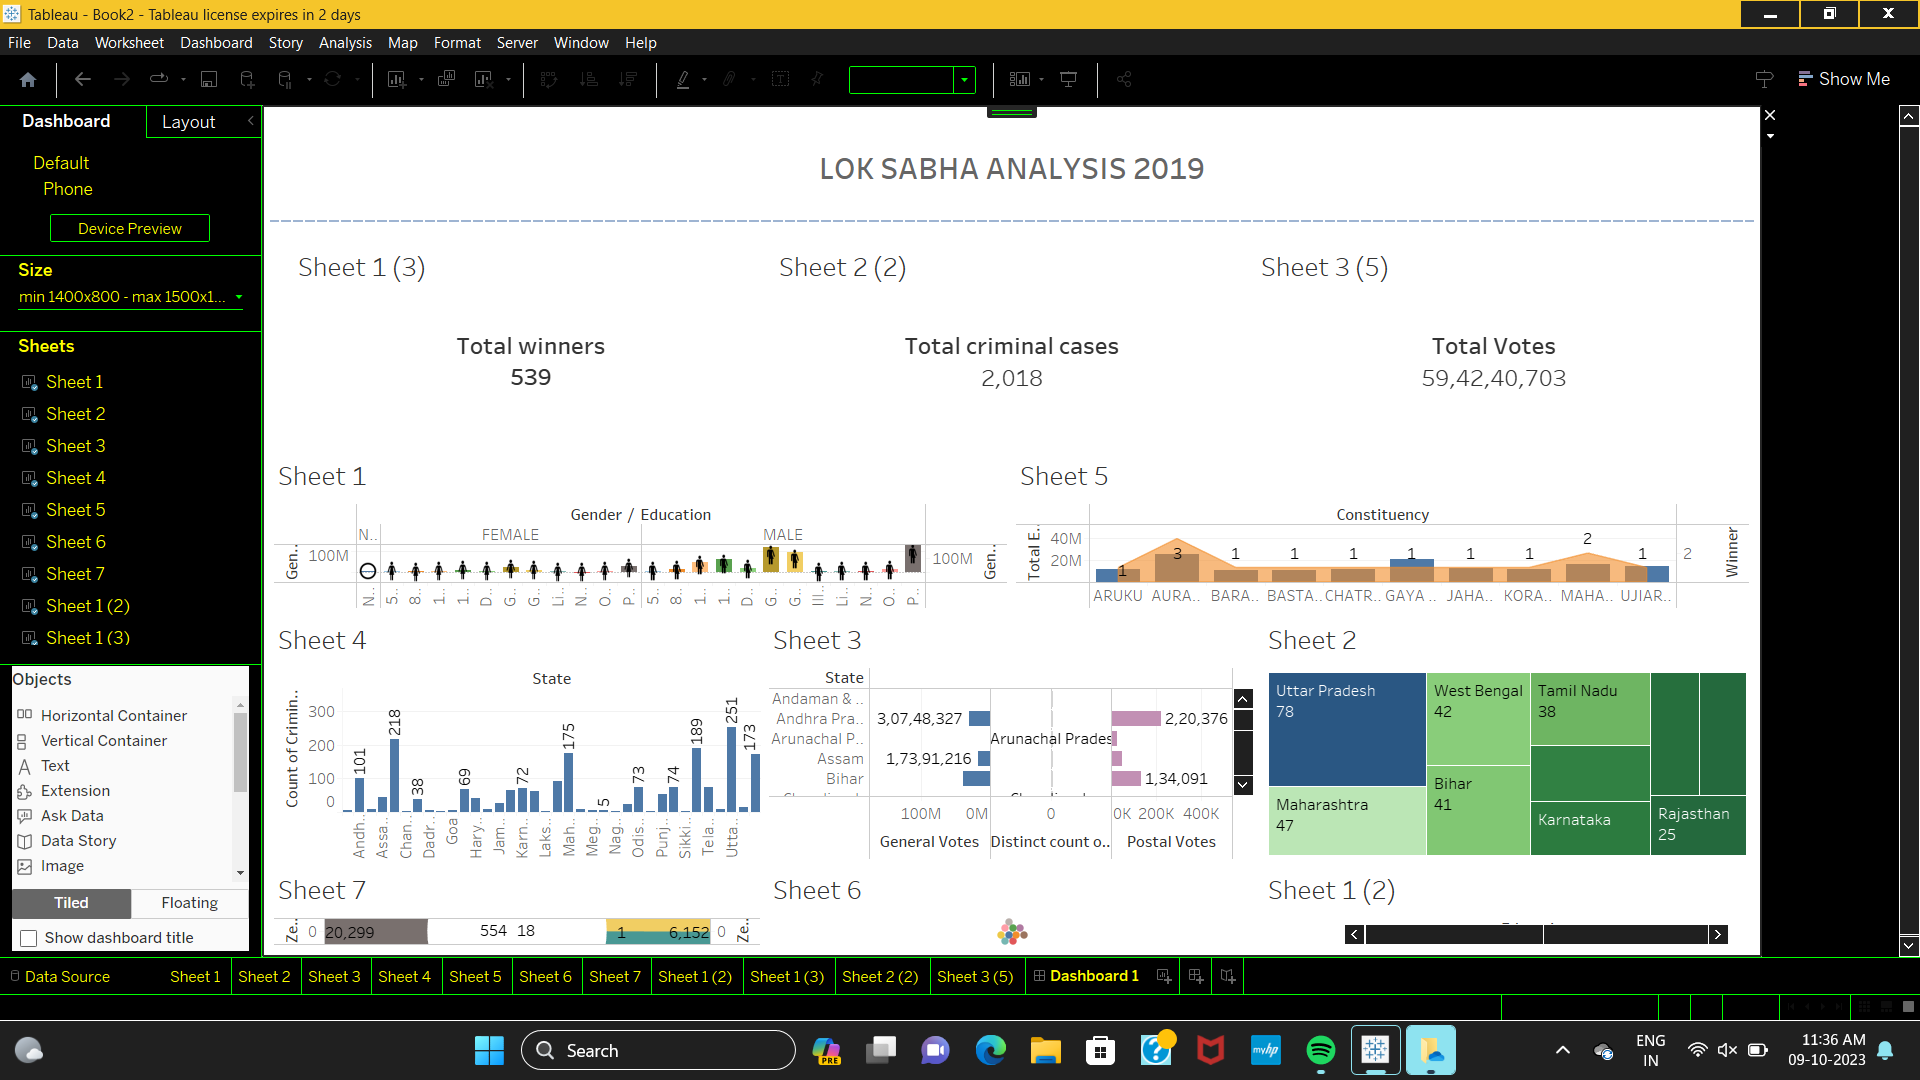 Tableau - Book2 - Tableau license expires in 2 days
File Data Worksheet Dashboard Story Analysis Map Format Server Window Help
Show Me
Dashboard Layout
Default
Phone
Device Preview
Size
min 1400x800 - max 1500x1...
Sheets
Sheet 1
Sheet 2
Sheet 3
Sheet 4
Sheet 5
Sheet 6
Sheet 7
Sheet 1 (2)
Sheet 1 (3)
Objects
Horizontal Container
Vertical Container
Text
Extension
Ask Data
Data Story
Image
Tiled Floating
Show dashboard title
LOK SABHA ANALYSIS 2019
Sheet 1 (3) Sheet 2 (2) Sheet 3 (5)
Total winners Total criminal cases Total Votes
539 2,018 59,42,40,703
Sheet 1
Gender / Education
N.. FEMALE MALE
Gen.. 100M 100M Gen..
N.. 5.. 8.. 1.. 1.. D.. G.. G.. Li.. N.. O.. P.. 5.. 8.. 1.. 1.. D.. G.. G.. Ill.. Li.. N.. O.. P..
Sheet 5
Constituency
Total E..
40M
20M
1 3 1 1 1 1 1 1 2 1
2
Winner
ARUKU AURA.. BARA.. BASTA.. CHATR.. GAYA .. JAHA.. KORA.. MAHA.. UJIAR..
Sheet 4
State
Count of Crimin..
300
200
100
0
101 218 38 69 72 175 5 73 74 189 251 173
Andh.. Assa.. Chan.. Dadr.. Goa Hary.. Jam.. Karn.. Laks.. Mah.. Meg.. Nag.. Odis.. Punj.. Sikki.. Tela.. Utta..
Sheet 3
State
Andaman & ..
Andhra Pra.. 3,07,48,327 2,20,376
Arunachal P.. Arunachal Prades
Assam 1,73,91,216
Bihar 1,34,091
100M 0M 0 0K 200K 400K
General Votes Distinct count o.. Postal Votes
Sheet 2
Uttar Pradesh
78
Maharashtra
47
West Bengal
42
Bihar
41
Tamil Nadu
38
Karnataka
Rajasthan
25
Sheet 7
Ze.. 0 20,299 554 18 1 6,152 0 Ze..
Sheet 6
Sheet 1 (2)
Data Source Sheet 1 Sheet 2 Sheet 3 Sheet 4 Sheet 5 Sheet 6 Sheet 7 Sheet 1 (2) Sheet 1 (3) Sheet 2 (2) Sheet 3 (5) Dashboard 1
Search
PRE
myhp
ENG
IN
11:36 AM
09-10-2023